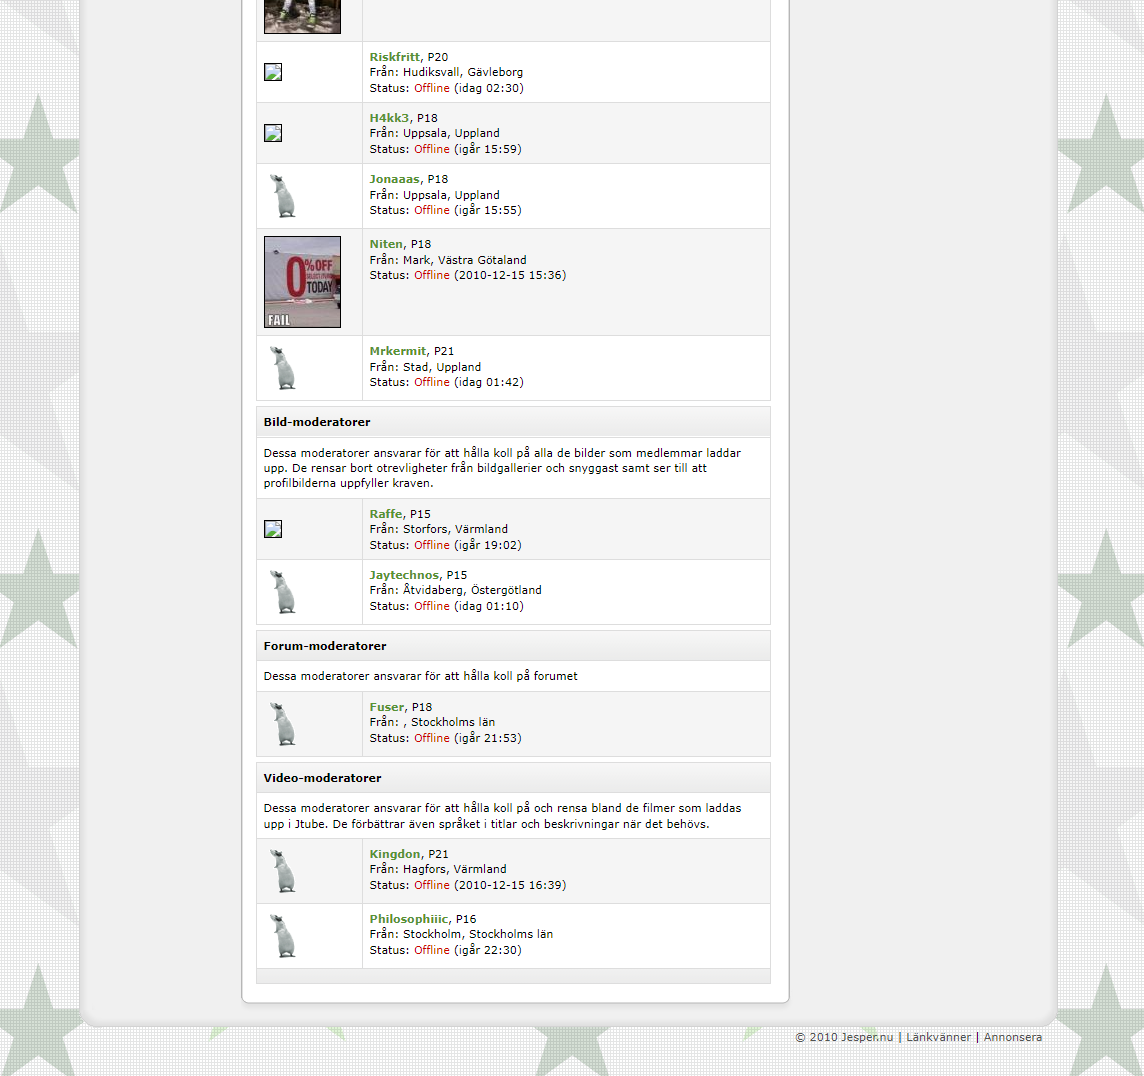 Riskfritt, P20
Från: Hudiksvall, Gävleborg
Status: Offline (idag 02:30)
H4kk3, P18
Från: Uppsala, Uppland
Status: Offline (igår 15:59)
Jonaaas, P18
Från: Uppsala, Uppland
Status: Offline (igår 15:55)
0%OFF
TODAY
FAIL
Niten, P18
Från: Mark, Västra Götaland
Status: Offline (2010-12-15 15:36)
Mrkermit, P21
Från: Stad, Uppland
Status: Offline (idag 01:42)
Bild-moderatorer
Dessa moderatorer ansvarar för att hålla koll på alla de bilder som medlemmar laddar
upp. De rensar bort otrevligheter från bildgallerier och snyggast samt ser till att
profilbilderna uppfyller kraven.
Raffe, P15
Från: Storfors, Värmland
Status: Offline (igår 19:02)
Jaytechnos, P15
Från: Åtvidaberg, Östergötland
Status: Offline (idag 01:10)
Forum-moderatorer
Dessa moderatorer ansvarar för att hålla koll på forumet
Fuser, P18
Från: , Stockholms län
Status: Offline (igår 21:53)
Video-moderatorer
Dessa moderatorer ansvarar för att hålla koll på och rensa bland de filmer som laddas
upp i Jtube. De förbättrar även språket i titlar och beskrivningar när det behövs.
Kingdon, P21
Från: Hagfors, Värmland
Status: Offline (2010-12-15 16:39)
Philosophiiic, P16
Från: Stockholm, Stockholms län
Status: Offline (igår 22:30)
© 2010 Jesper.nu | Länkvänner | Annonsera